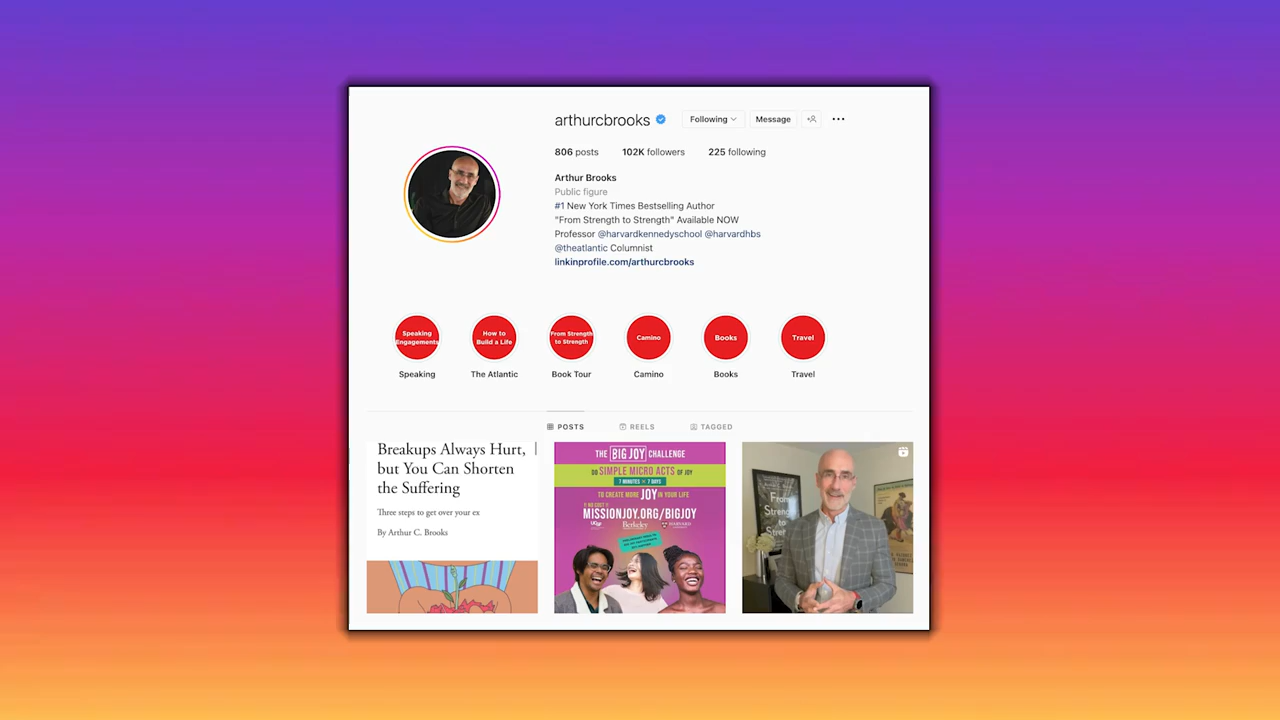 arthurcbrooks Following Message
806 posts 102K followers 225 following
Arthur Brooks
Public figure
#1 New York Times Bestselling Author
"From Strength to Strength" Available NOW
Professor @harvardkennedyschool @harvardhbs
@theatlantic Columnist
linkinprofile.com/arthurcbrooks
Speaking
Engagements
How to
Build a Life
From Strength
to Strength
Camino
Books
Travel
Speaking
The Atlantic
Book Tour
Camino
Books
Travel
POSTS REELS TAGGED
Breakups Always Hurt,
but You Can Shorten
the Suffering
Three steps to get over your ex
By Arthur C. Brooks
THE BIG JOY CHALLENGE
DO SIMPLE MICRO ACTS OF JOY
7 MINUTES × 7 DAYS
TO CREATE MORE JOY IN YOUR LIFE
MISSIONJOY.ORG/BIGJOY
Berkeley
HARVARD
From
Stren
to
Stre